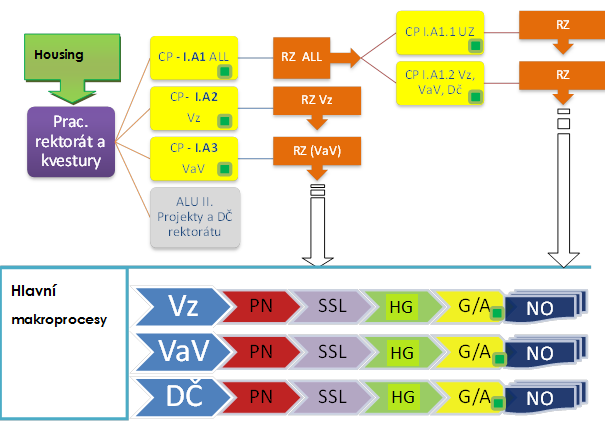 Housing
Prac.
rektorát a
kvestury
CP - I.A1 ALL
CP- I.A2
Vz
CP - I.A3
VaV
ALU II.
Projekty a DČ
rektorátu
RZ ALL
RZ Vz
RZ (VaV)
CP I.A1.1 UZ
CP I.A1.2 Vz,
VaV, Dč
RZ
RZ
Hlavní
makroprocesy
Vz PN SSL HG G/A NO
VaV PN SSL HG G/A NO
DČ PN SSL HG G/A NO